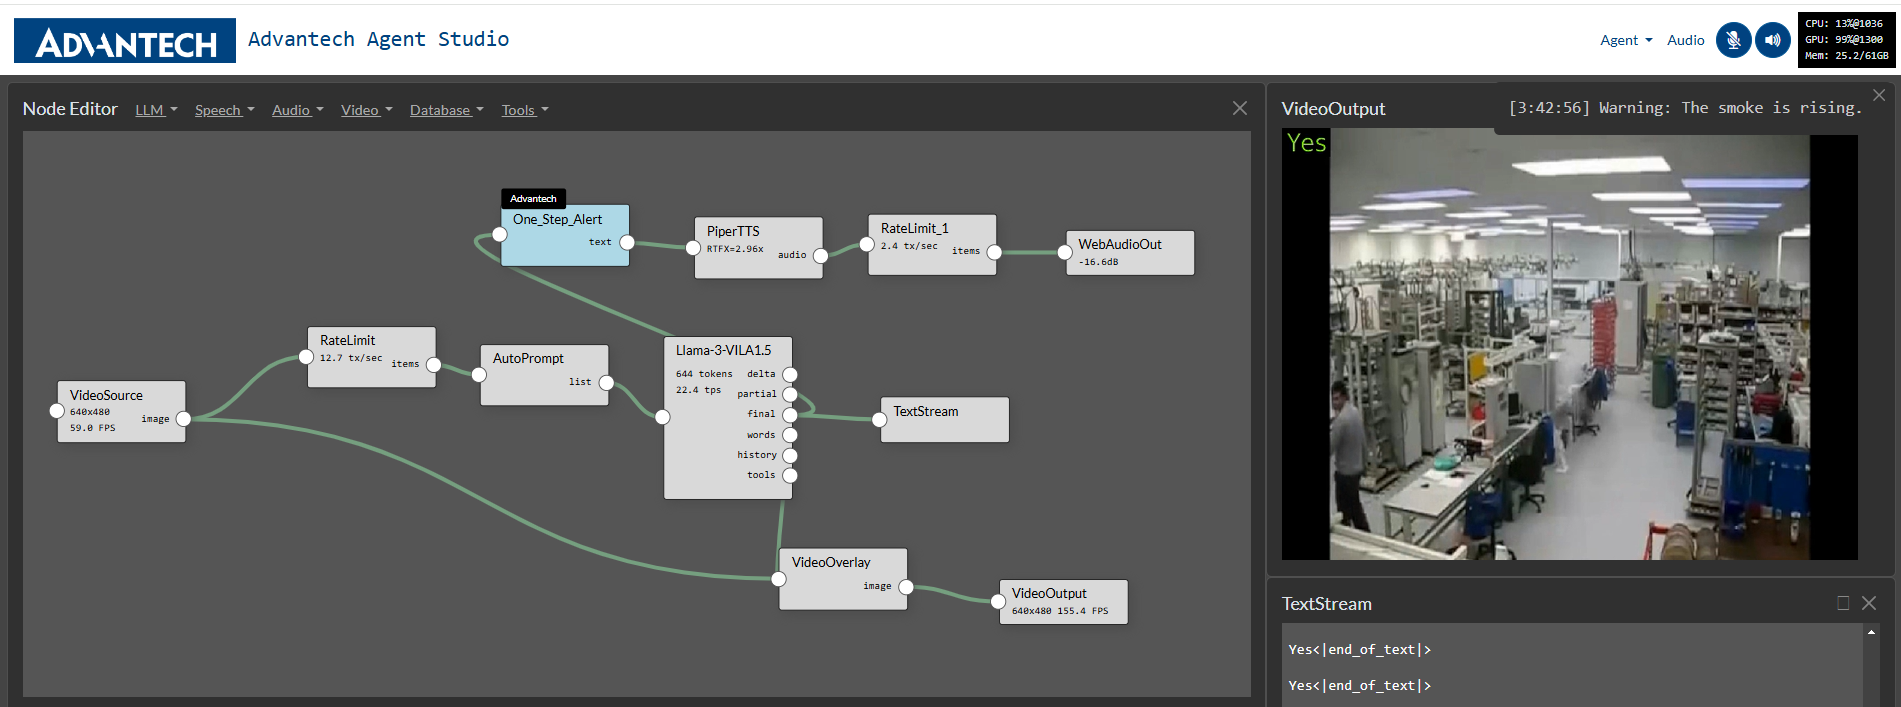 ADVANTECH Advantech Agent Studio
Agent Audio
CPU: 13%@1036
GPU: 99%@1300
Mem: 25.2/61GB
Node Editor LLM Speech Audio Video Database Tools
Advantech
One_Step_Alert
text
PiperTTS
RTFX=2.96x
audio
RateLimit_1
2.4 tx/sec
items
WebAudioOut
-16.6dB
RateLimit
12.7 tx/sec
items
AutoPrompt
list
Llama-3-VILA1.5
644 tokens delta
22.4 tps
partial
final
words
history
tools
VideoSource
640x480
59.0 FPS
image
TextStream
VideoOverlay
image
VideoOutput
640x480 155.4 FPS
VideoOutput
[3:42:56] Warning: The smoke is rising.
Yes
TextStream
Yes<|end_of_text|>
Yes<|end_of_text|>